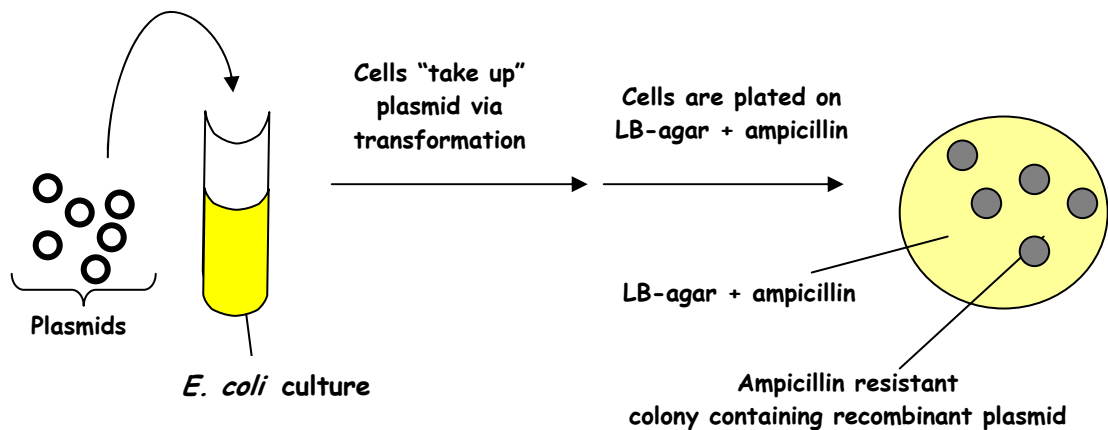 Cells “take up”
plasmid via
transformation
Cells are plated on
LB-agar + ampicillin
Plasmids
E. coli culture
LB-agar + ampicillin
Ampicillin resistant
colony containing recombinant plasmid